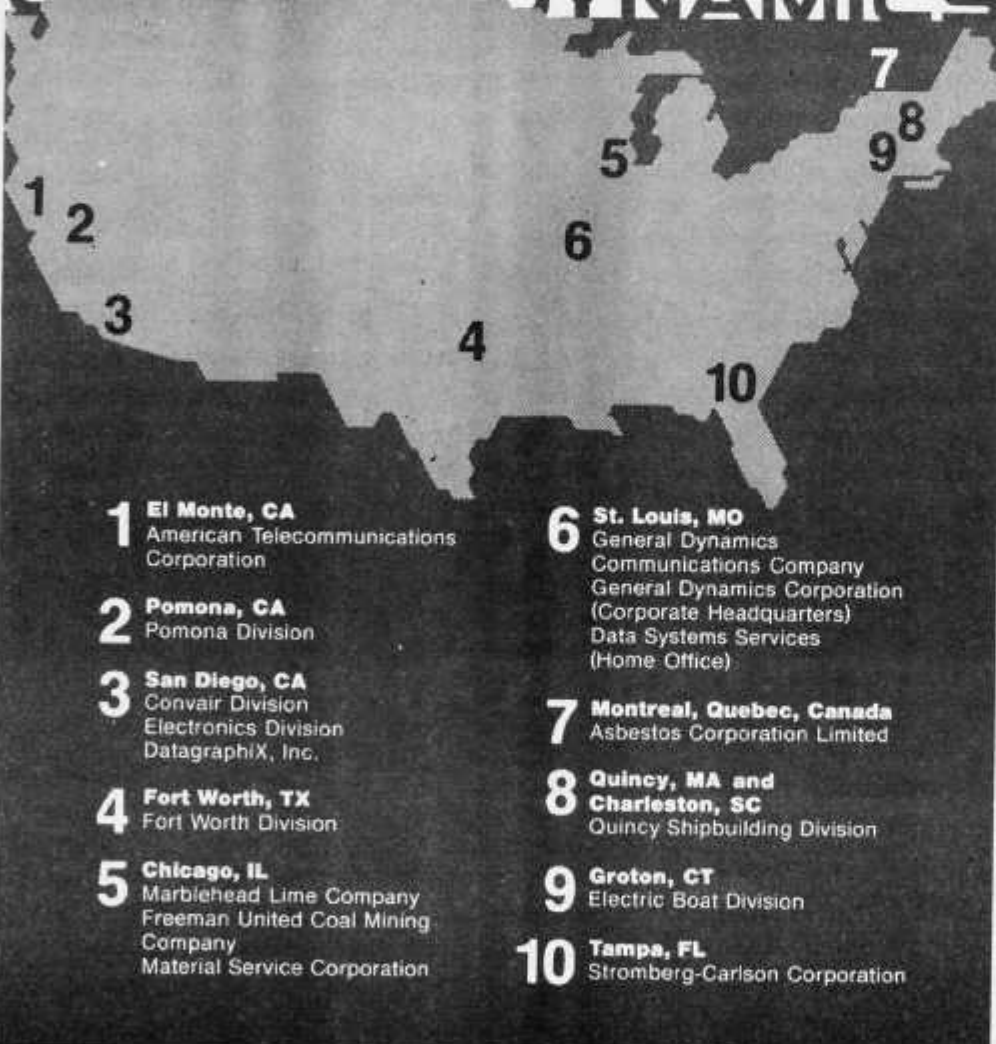 7
8
9
5
1
2
6
3
4
10
1 El Monte, CA
American Telecommunications
Corporation
2 Pomona, CA
Pomona Division
3 San Diego, CA
Convair Division
Electronics Division
DatagraphiX, Inc.
4 Fort Worth, TX
Fort Worth Division
5 Chicago, IL
Marblehead Lime Company
Freeman United Coal Mining
Company
Material Service Corporation
6 St. Louis, MO
General Dynamics
Communications Company
General Dynamics Corporation
(Corporate Headquarters)
Data Systems Services
(Home Office)
7 Montreal, Quebec, Canada
Asbestos Corporation Limited
8 Quincy, MA and
Charleston, SC
Quincy Shipbuilding Division
9 Groton, CT
Electric Boat Division
10 Tampa, FL
Stromberg-Carlson Corporation